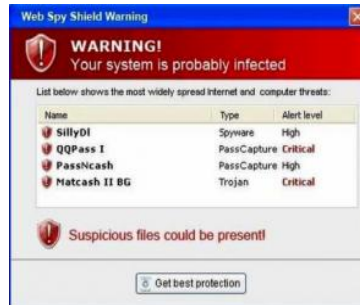 Web Spy Shield Warning
WARNING!
Your system is probably infected
List below shows the most widely spread Internet and computer threats:
Name Type Alert level
SillyDl Spyware High
QQPass I PassCapture Critical
PassNcash PassCapture High
Matcash II BG Trojan Critical
Suspicious files could be present!
Get best protection